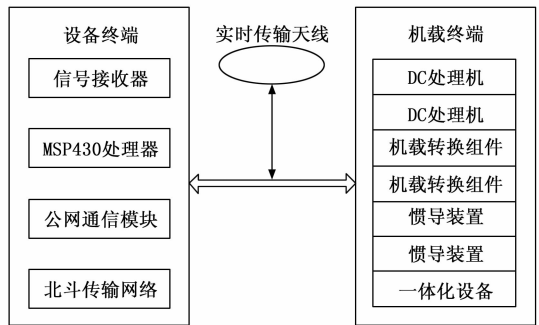 设备终端
信号接收器
MSP430处理器
公网通信模块
北斗传输网络
实时传输天线
机载终端
DC处理机
DC处理机
机载转换组件
机载转换组件
惯导装置
惯导装置
一体化设备